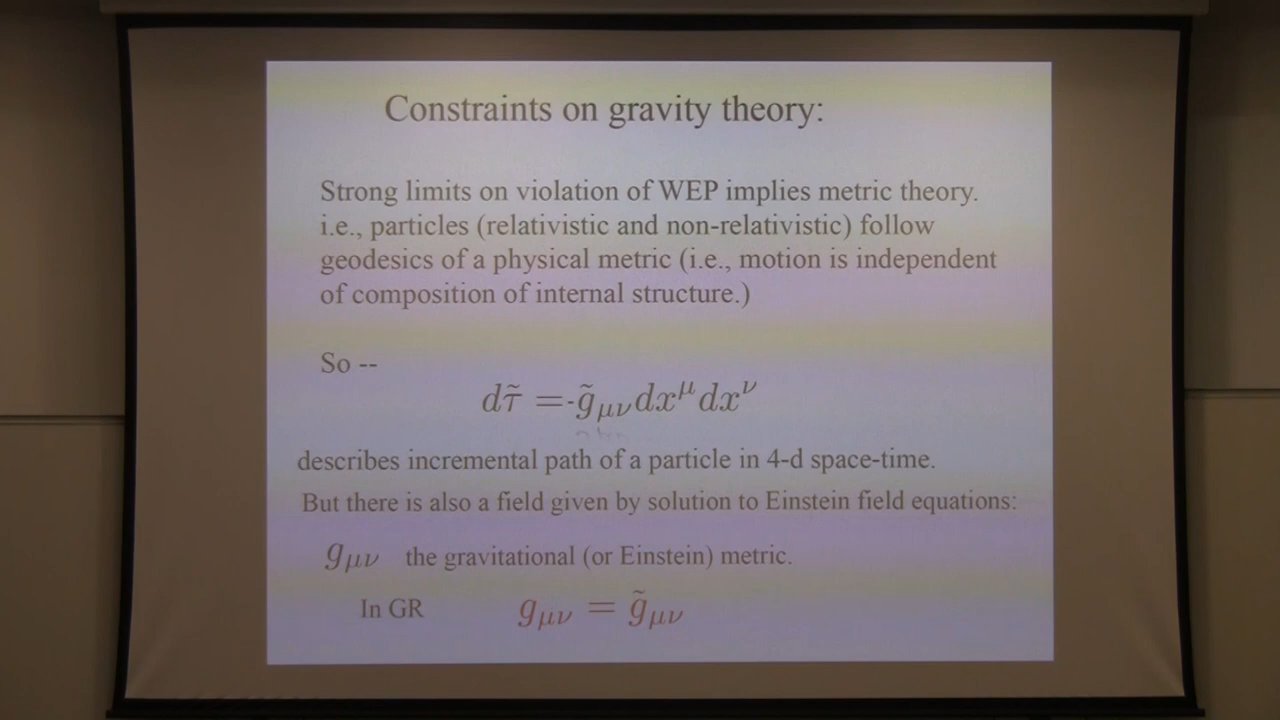 Constraints on gravity theory:
Strong limits on violation of WEP implies metric theory.
i.e., particles (relativistic and non-relativistic) follow
geodesics of a physical metric (i.e., motion is independent
of composition of internal structure.)
So --
dτ̃ = -g̃μν dx^μ dx^ν
describes incremental path of a particle in 4-d space-time.
But there is also a field given by solution to Einstein field equations:
gμν the gravitational (or Einstein) metric.
In GR gμν = g̃μν